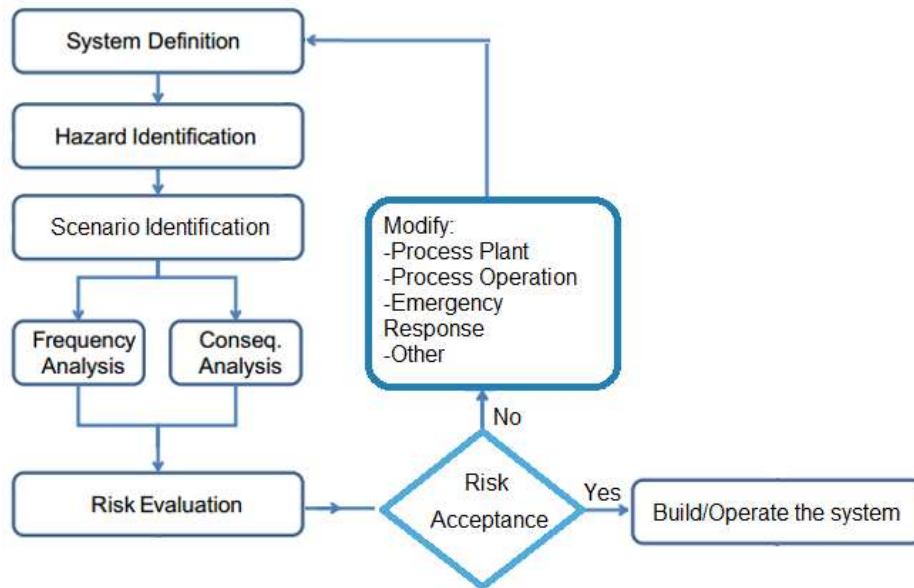 System Definition
Hazard Identification
Scenario Identification
Frequency
Analysis
Conseq.
Analysis
Risk Evaluation
Modify:
-Process Plant
-Process Operation
-Emergency
Response
-Other
No
Risk
Acceptance
Yes
Build/Operate the system